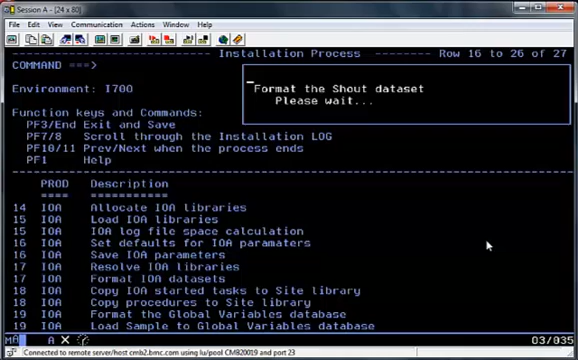 Session A - [24 x 80]
File Edit View Communication Actions Window Help
Installation Process ------- Row 16 to 26 of 27
COMMAND ===>
Environment: I700
Format the Shout dataset
Please wait...
Function keys and Commands:
PF3/End Exit and Save
PF7/8 Scroll through the Installation LOG
PF10/11 Prev/Next when the process ends
PF1 Help
PROD Description
==== ===========
14 IOA Allocate IOA libraries
15 IOA Load IOA libraries
15 IOA IOA log file space calculation
16 IOA Set defaults for IOA paramaters
16 IOA Save IOA parameters
17 IOA Resolve IOA libraries
17 IOA Format IOA datasets
18 IOA Copy IOA started tasks to Site library
18 IOA Copy procedures to Site library
19 IOA Format the Global Variables database
19 IOA Load Sample to Global Variables database
A 03/035
Connected to remote server/host cmb2.bmc.com using lu/pool CMB20019 and port 23